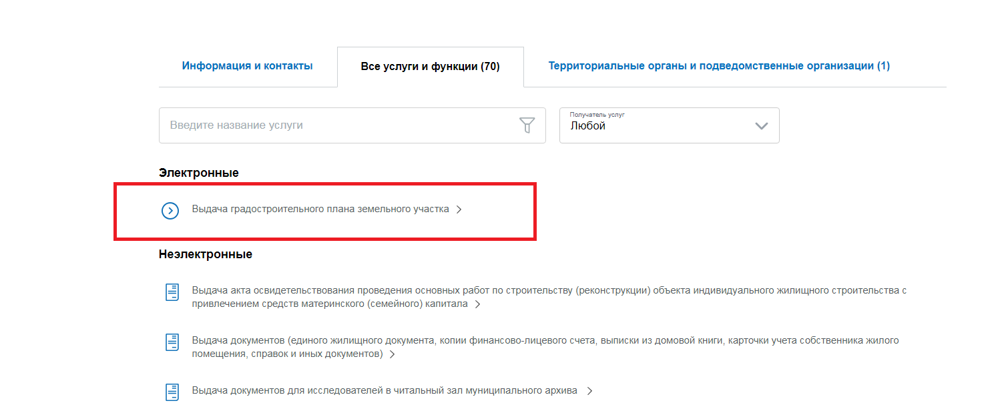 Информация и контакты
Все услуги и функции (70)
Территориальные органы и подведомственные организации (1)
Введите название услуги
Получатель услуг
Любой
Электронные
Выдача градостроительного плана земельного участка
Неэлектронные
Выдача акта освидетельствования проведения основных работ по строительству (реконструкции) объекта индивидуального жилищного строительства с
привлечением средств материнского (семейного) капитала
Выдача документов (единого жилищного документа, копии финансово-лицевого счета, выписки из домовой книги, карточки учета собственника жилого
помещения, справок и иных документов)
Выдача документов для исследователей в читальный зал муниципального архива